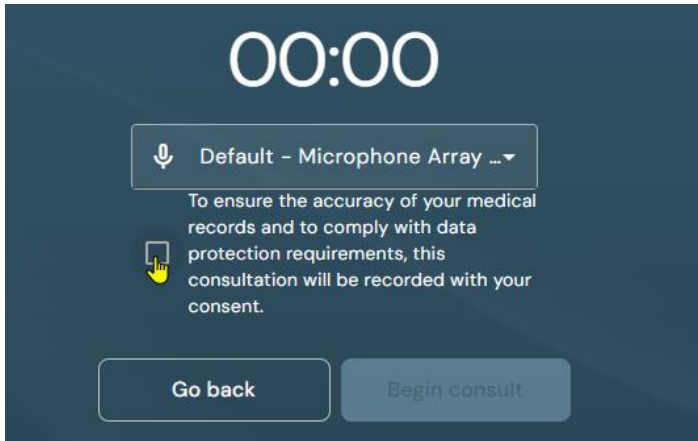 00:00
Default - Microphone Array ...
To ensure the accuracy of your medical
records and to comply with data
protection requirements, this
consultation will be recorded with your
consent.
Go back
Begin consult